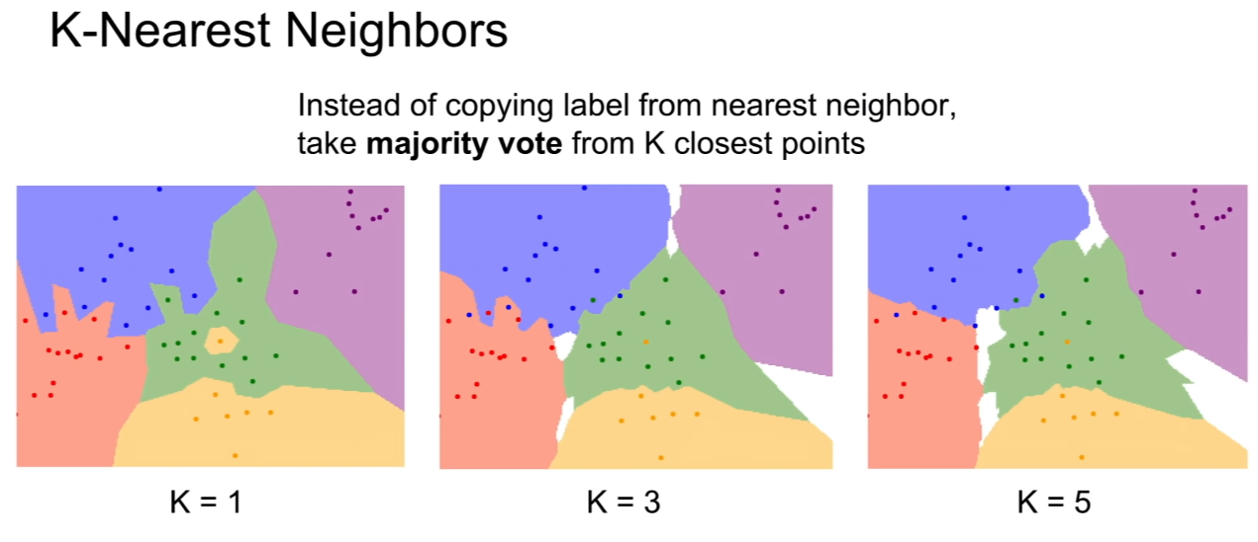 K-Nearest Neighbors
Instead of copying label from nearest neighbor,
take majority vote from K closest points
K = 1
K = 3
K = 5